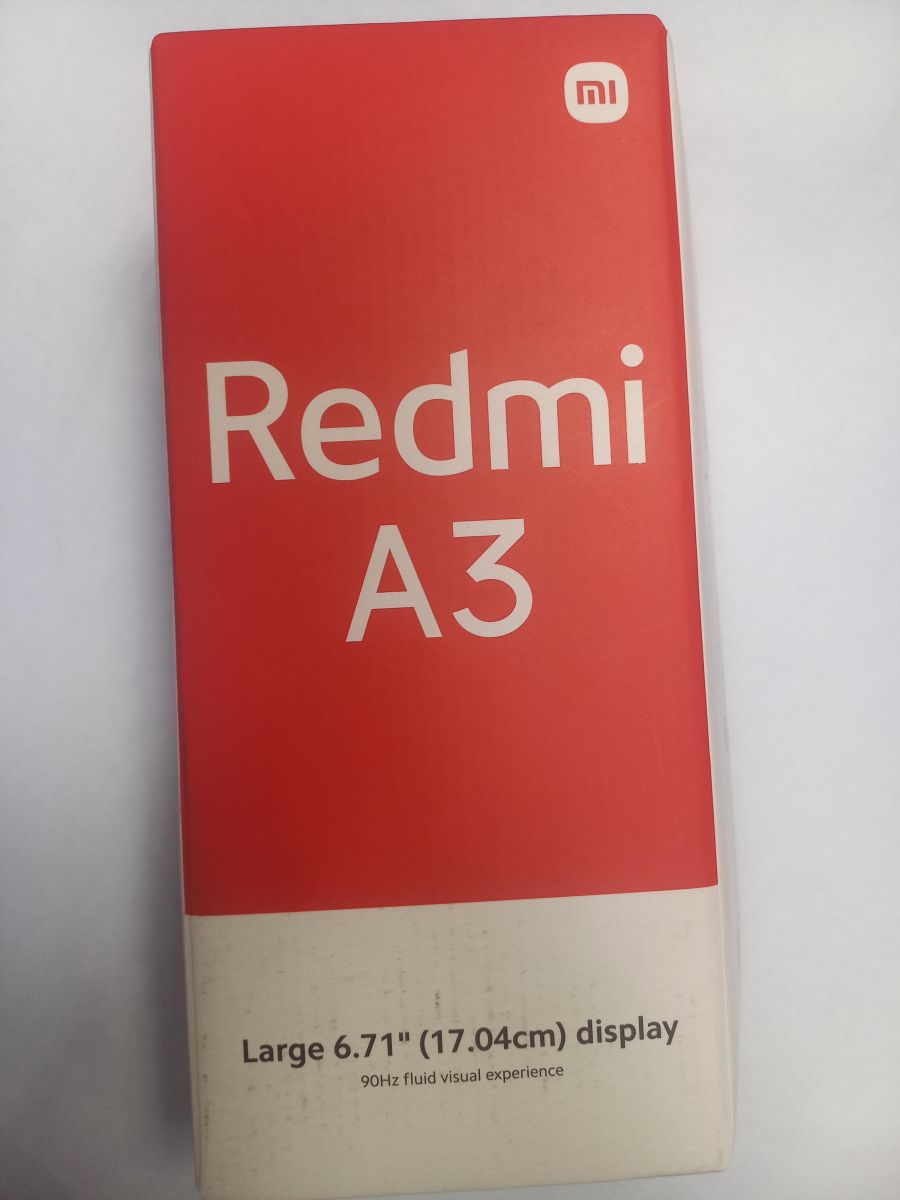 mi
Redmi
A3
Large 6.71" (17.04cm) display
90Hz fluid visual experience